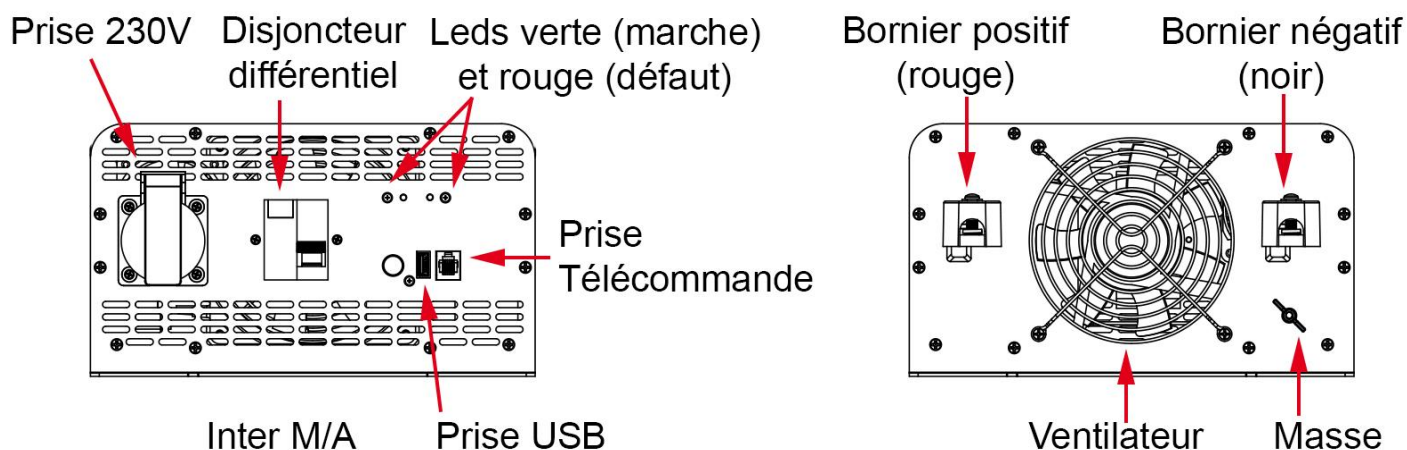 Prise 230V
Disjoncteur
différentiel
Leds verte (marche)
et rouge (défaut)
Prise
Télécommande
Inter M/A
Prise USB
Bornier positif
(rouge)
Bornier négatif
(noir)
Ventilateur
Masse